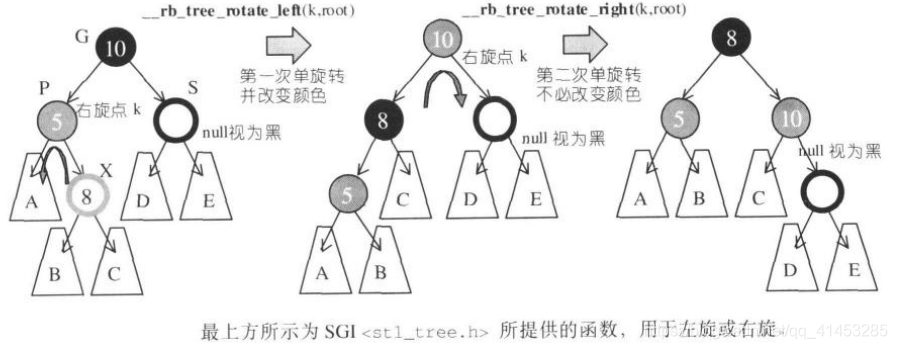 __rb_tree_rotate_left(k,root)
__rb_tree_rotate_right(k,root)
G
10
第一次单旋转
并改变颜色
P
5
右旋点 k
S
null视为黑
A
X
8
D
E
B
C
10
右旋点 k
第二次单旋转
不必改变颜色
8
null 视为黑
5
C
D
E
A
B
8
5
10
null 视为黑
A
B
C
D
E
最上方所示为 SGI <stl_tree.h> 所提供的函数，用于左旋或右旋。
qq_41453285